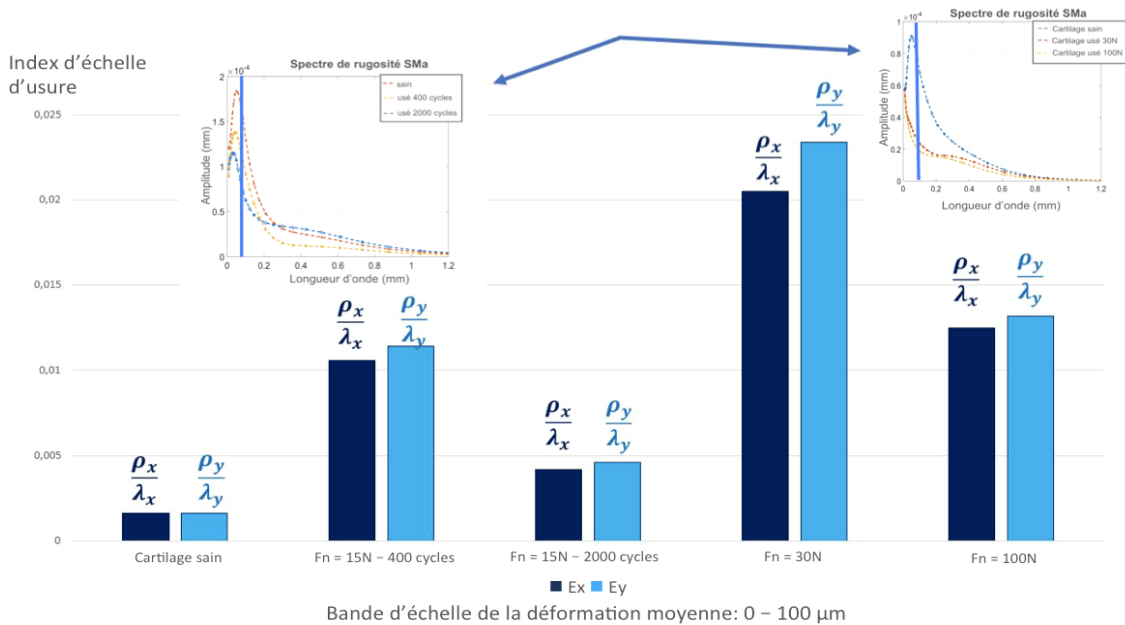 Index d'échelle
d'usure
0,025
0,02
0,015
0,01
0,005
0
×10⁻⁴
Spectre de rugosité SMa
2
1.5
1
0.5
0
Amplitude (mm)
sain
usé 400 cycles
usé 2000 cycles
0 0.2 0.4 0.6 0.8 1 1.2
Longueur d'onde (mm)
×10⁻⁴
Spectre de rugosité SMa
1
0.8
0.6
0.4
0.2
0
Amplitude (mm)
Cartilage sain
Cartilage usé 30N
Cartilage usé 100N
0 0.2 0.4 0.6 0.8 1 1.2
Longueur d'onde (mm)
ρx/λx ρy/λy
ρx/λx ρy/λy
ρx/λx ρy/λy
ρx/λx ρy/λy
ρx/λx ρy/λy
Cartilage sain
Fn = 15N – 400 cycles
Fn = 15N – 2000 cycles
Fn = 30N
Fn = 100N
Ex Ey
Bande d'échelle de la déformation moyenne: 0 – 100 µm